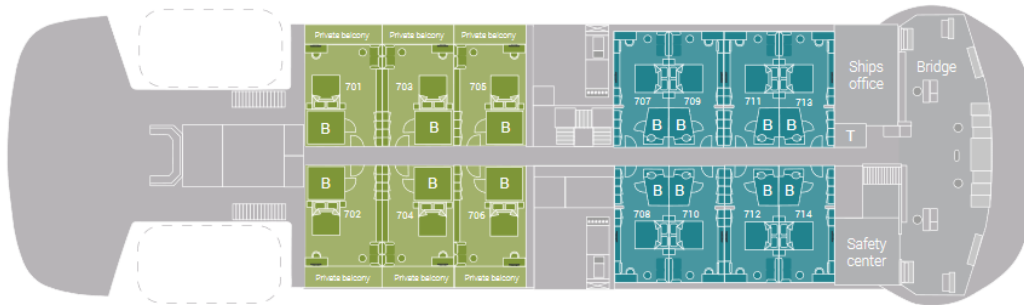 Private balcony Private balcony Private balcony
701 703 705
B B B
707 709 711 713
B B B B
Ships
office
Bridge
T
B B B
702 704 706
B B B B
708 710 712 714
Safety
center
Private balcony Private balcony Private balcony